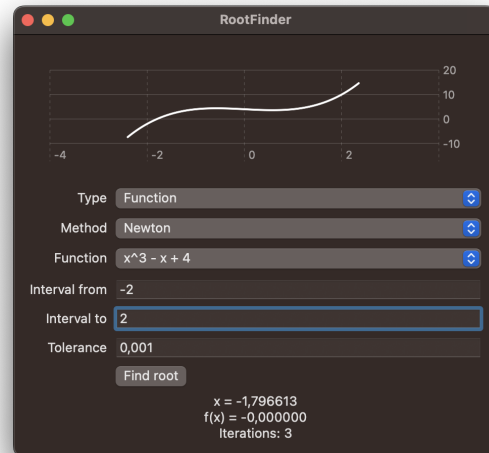 RootFinder
20
10
0
-10
-4 -2 0 2
Type Function
Method Newton
Function x^3 – x + 4
Interval from -2
Interval to 2
Tolerance 0,001
Find root
x = -1,796613
f(x) = -0,000000
Iterations: 3